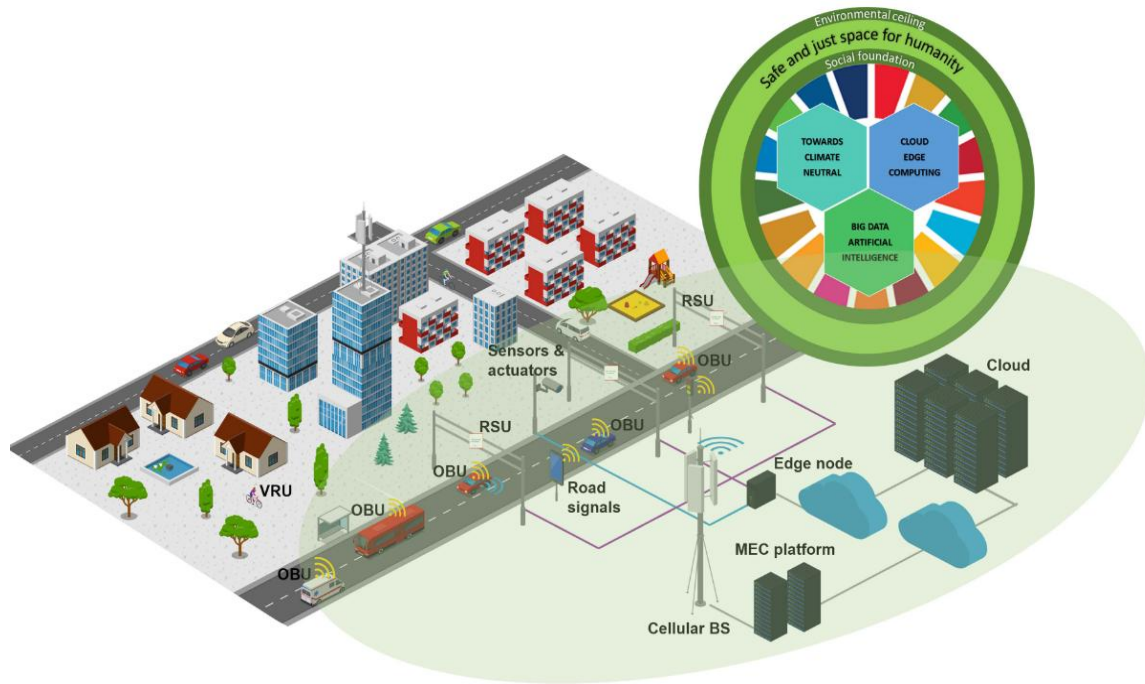 Environmental ceiling
Safe and just space for humanity
Social foundation
TOWARDS
CLIMATE
NEUTRAL
CLOUD
EDGE
COMPUTING
BIG DATA
ARTIFICIAL
INTELLIGENCE
RSU
Sensors &
actuators
OBU
Cloud
RSU
OBU
Edge node
OBU
Road
signals
VRU
OBU
MEC platform
OBU
Cellular BS